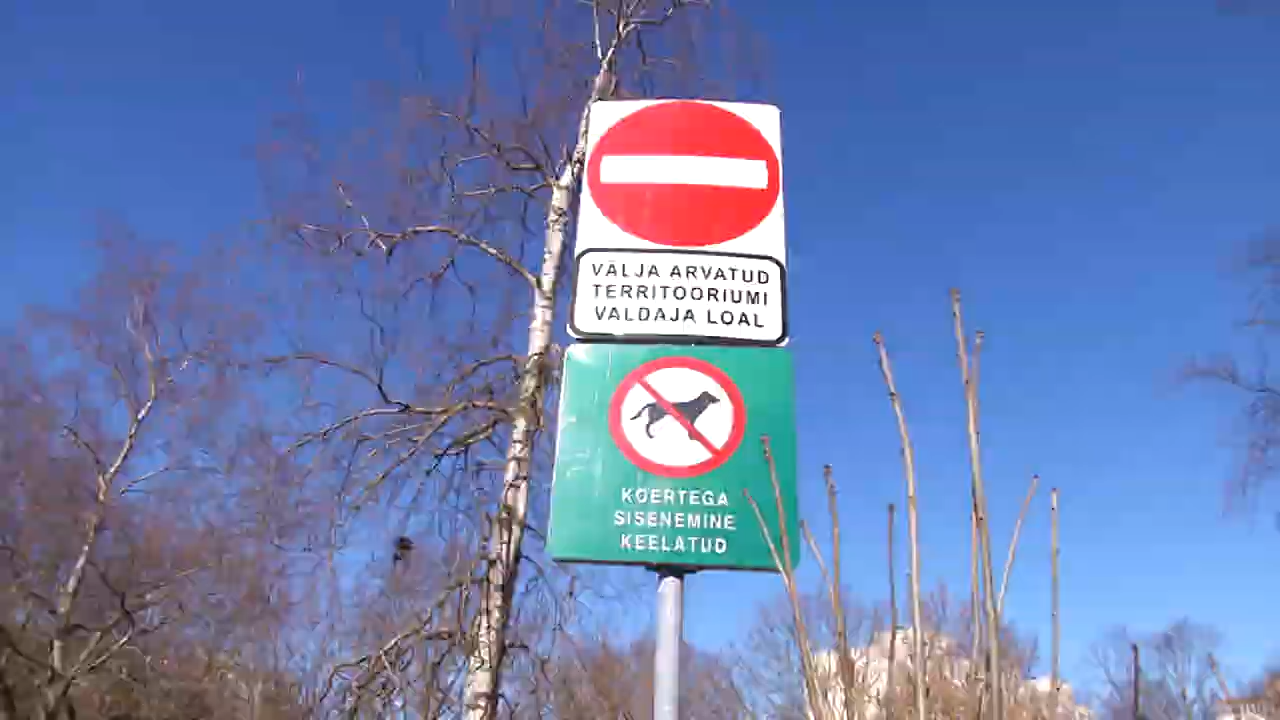 VÄLJA ARVATUD
TERRITOORIUMI
VALDAJA LOAL
KOERTEGA
SISENEMINE
KEELATUD